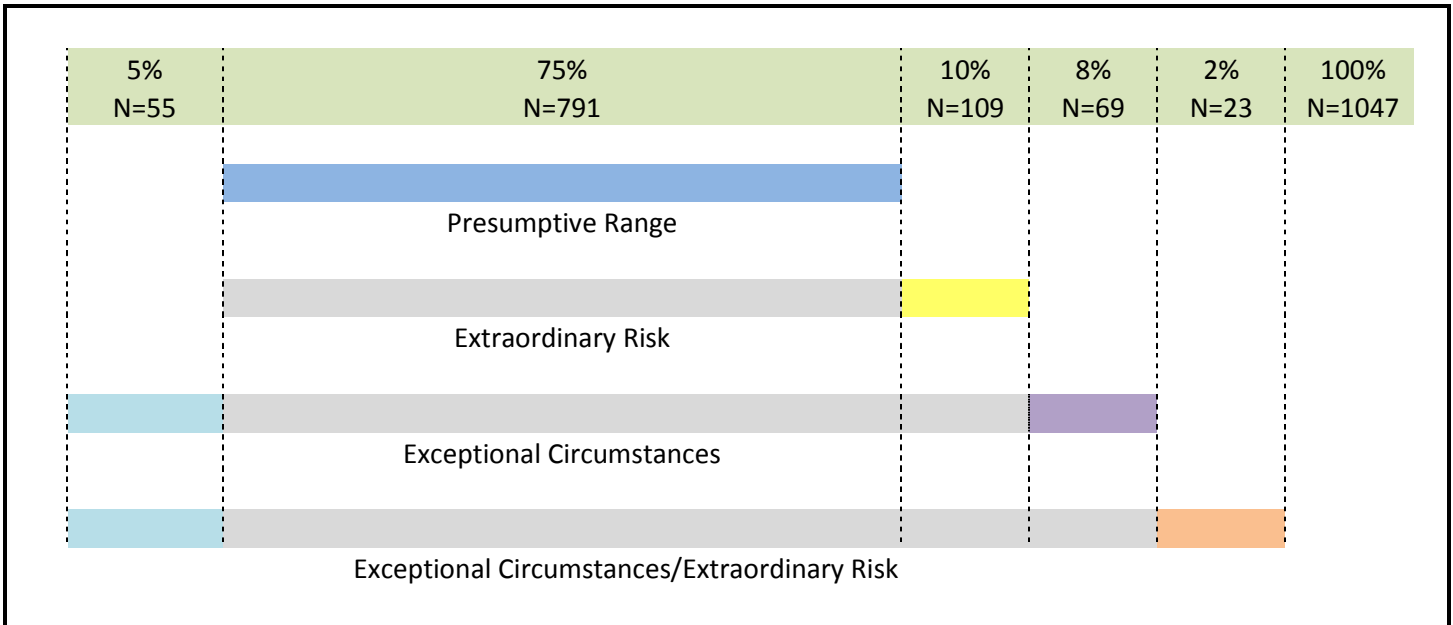 5% 75% 10% 8% 2% 100%
N=55 N=791 N=109 N=69 N=23 N=1047
Presumptive Range
Extraordinary Risk
Exceptional Circumstances
Exceptional Circumstances/Extraordinary Risk